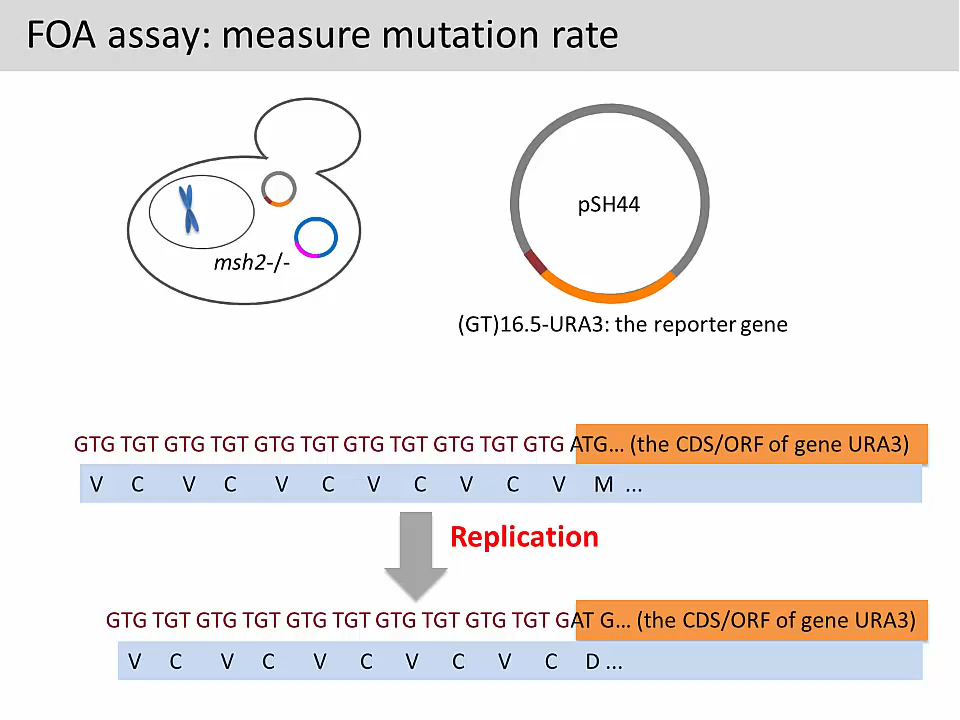 FOA assay: measure mutation rate
pSH44
msh2-/-
(GT)16.5-URA3: the reporter gene
GTG TGT GTG TGT GTG TGT GTG TGT GTG TGT GTG ATG... (the CDS/ORF of gene URA3)
V C V C V C V C V C V M ...
Replication
GTG TGT GTG TGT GTG TGT GTG TGT GTG TGT GAT G... (the CDS/ORF of gene URA3)
V C V C V C V C V C D ...